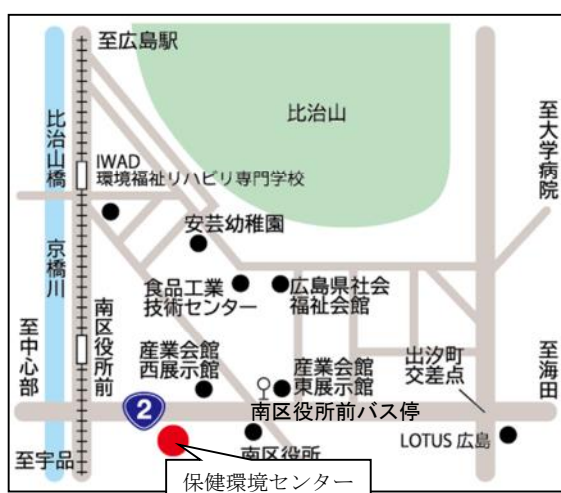 至広島駅
比治山
比治山橋
至大学病院
IWAD
環境福祉リハビリ専門学校
安芸幼稚園
京橋川
食品工業
技術センター
広島県社会
福祉会館
南区役所前
至中心部
産業会館
西展示館
産業会館
東展示館
出汐町
交差点
至海田
2
南区役所前バス停
南区役所
LOTUS 広島
至宇品
保健環境センター